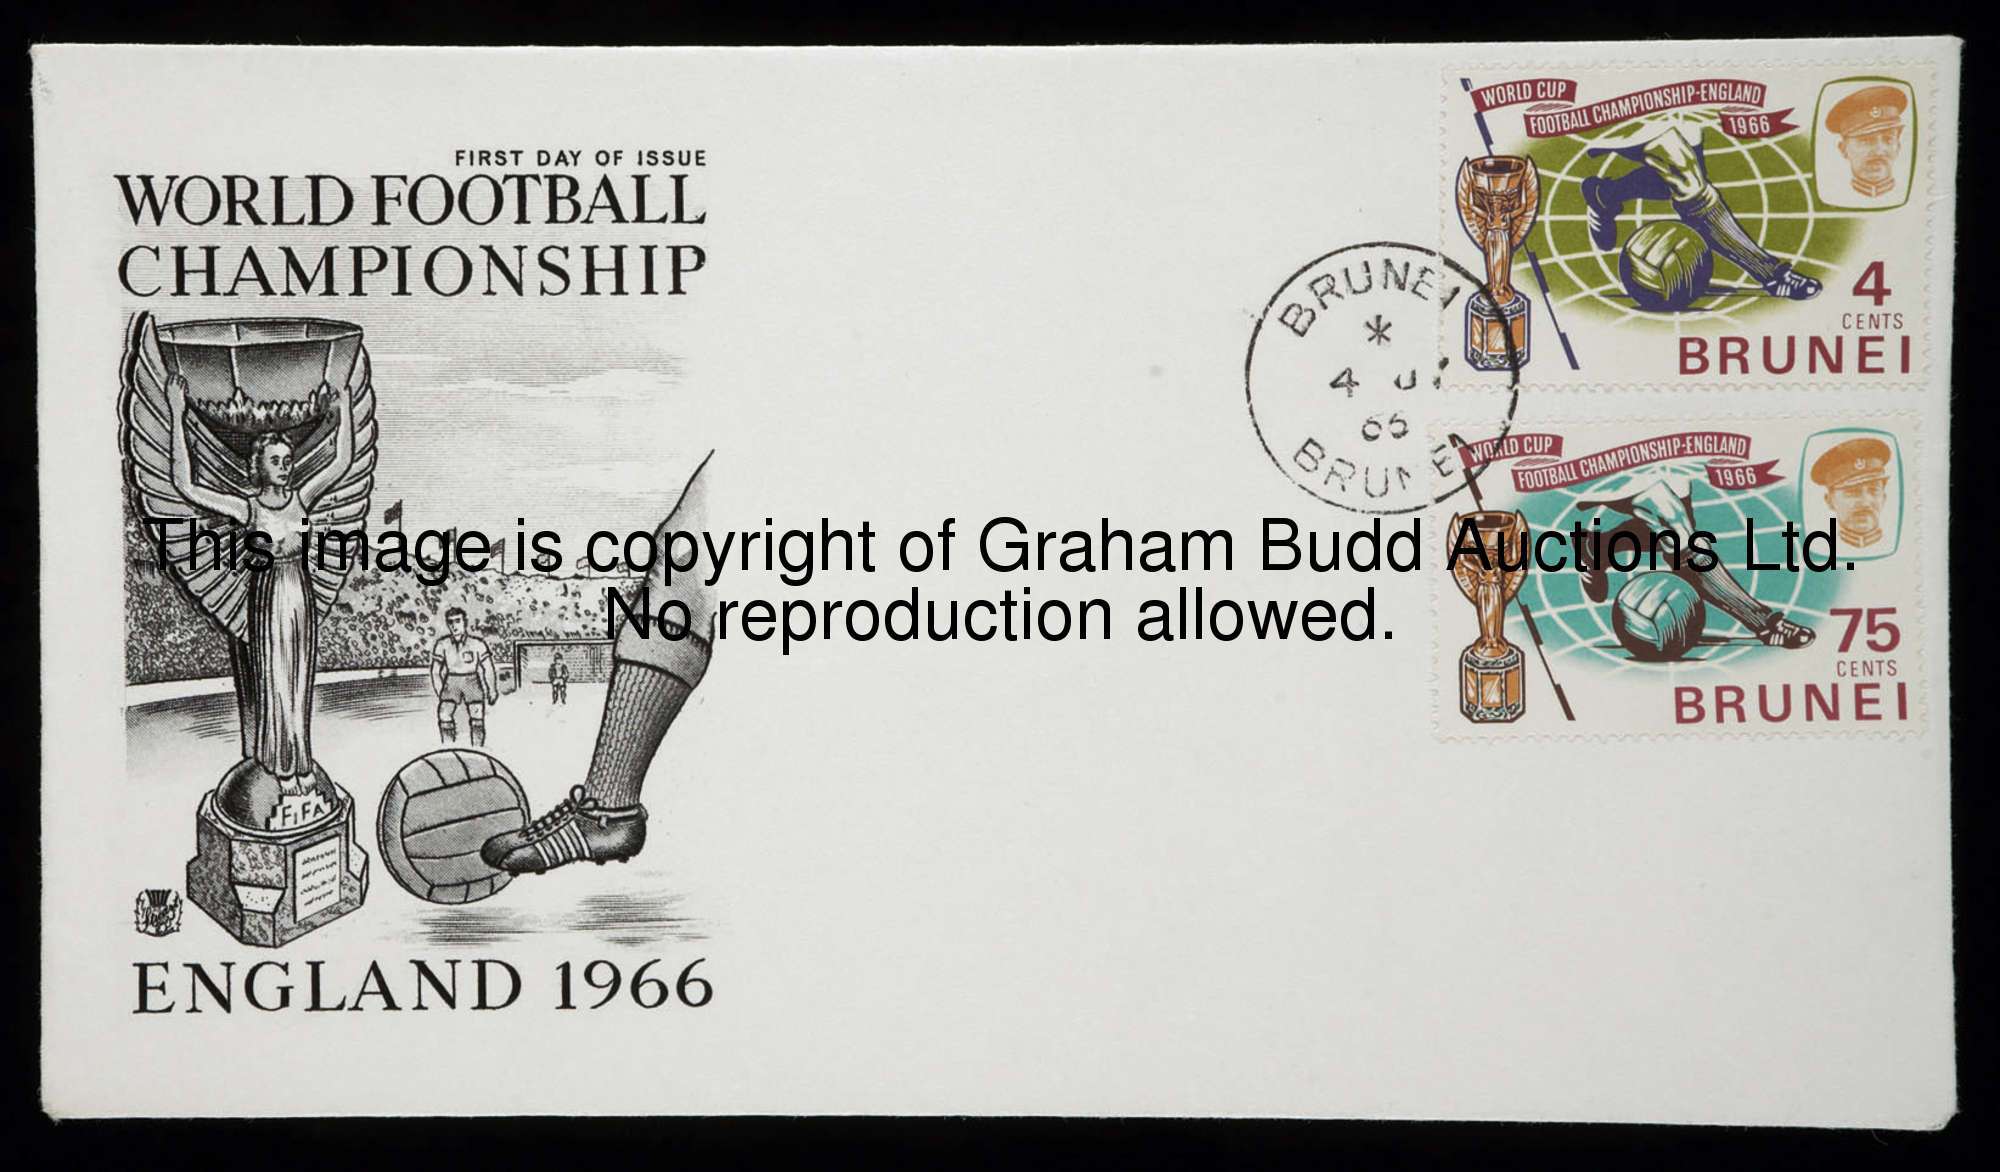 FIRST DAY OF ISSUE
WORLD FOOTBALL
CHAMPIONSHIP
FIFA
ENGLAND 1966
BRUNEI
4
66
BRUNEI
WORLD CUP
FOOTBALL CHAMPIONSHIP-ENGLAND
1966
4
CENTS
BRUNEI
WORLD CUP
FOOTBALL CHAMPIONSHIP-ENGLAND
1966
75
CENTS
BRUNEI
This image is copyright of Graham Budd Auctions Ltd.
No reproduction allowed.